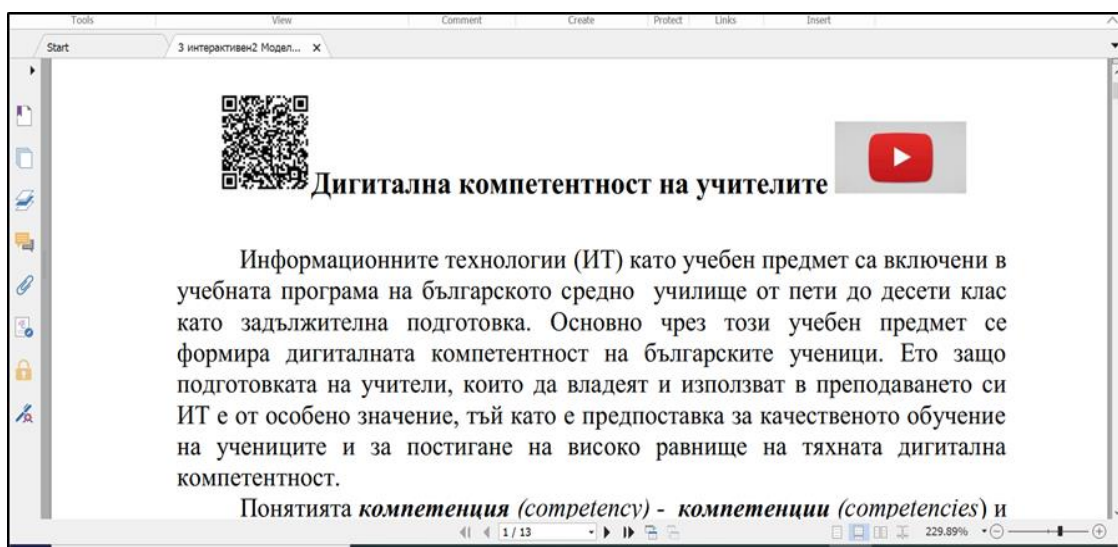 Tools View Comment Create Protect Links Insert
Start 3 интерактивен2 Модел... x
Дигитална компетентност на учителите
Информационните технологии (ИТ) като учебен предмет са включени в
учебната програма на българското средно училище от пети до десети клас
като задължителна подготовка. Основно чрез този учебен предмет се
формира дигиталната компетентност на българските ученици. Ето защо
подготовката на учители, които да владеят и използват в преподаването си
ИТ е от особено значение, тъй като е предпоставка за качественото обучение
на учениците и за постигане на високо равнище на тяхната дигитална
компетентност.
Понятията компетенция (competency) - компетенции (competencies) и
1 / 13 229.89%